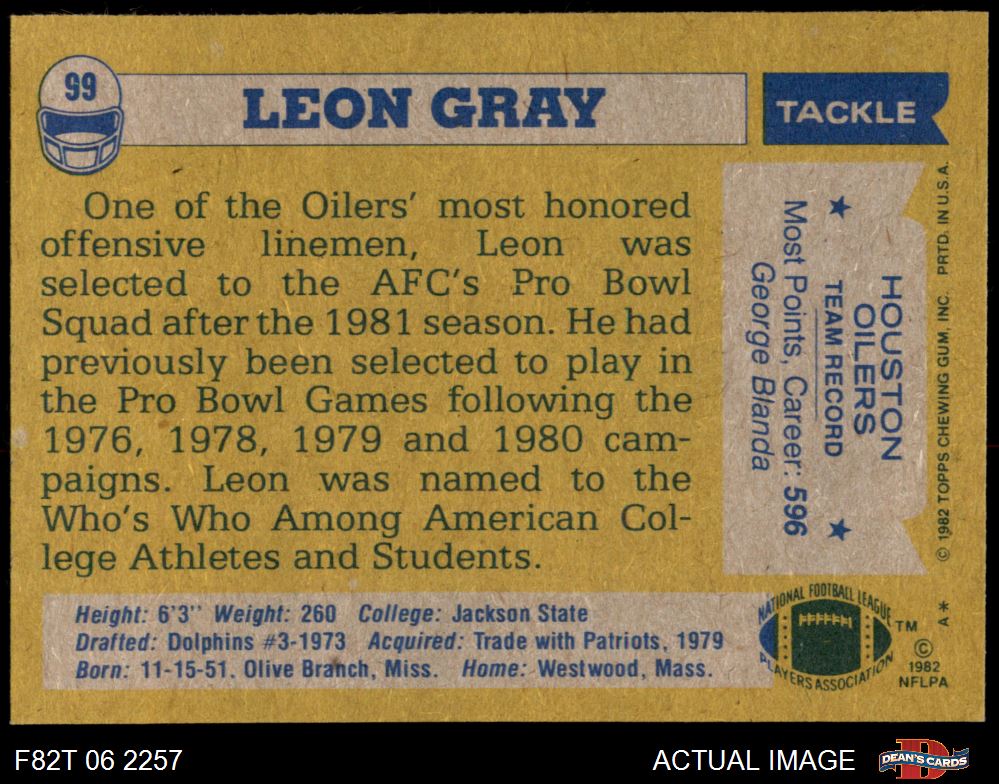 99
LEON GRAY
TACKLE
One of the Oilers' most honored
offensive linemen, Leon was
selected to the AFC's Pro Bowl
Squad after the 1981 season. He had
previously been selected to play in
the Pro Bowl Games following the
1976, 1978, 1979 and 1980 cam-
paigns. Leon was named to the
Who's Who Among American Col-
lege Athletes and Students.
Height: 6'3" Weight: 260 College: Jackson State
Drafted: Dolphins #3-1973 Acquired: Trade with Patriots, 1979
Born: 11-15-51. Olive Branch, Miss. Home: Westwood, Mass.
HOUSTON
OILERS
TEAM RECORD
Most Points, Career: 596
George Blanda
© 1982 TOPPS CHEWING GUM, INC. PRTD. IN U.S.A.
A*
NATIONAL FOOTBALL LEAGUE
PLAYERS ASSOCIATION
TM
©
1982
NFLPA
F82T 06 2257
ACTUAL IMAGE
D
DEAN'S CARDS